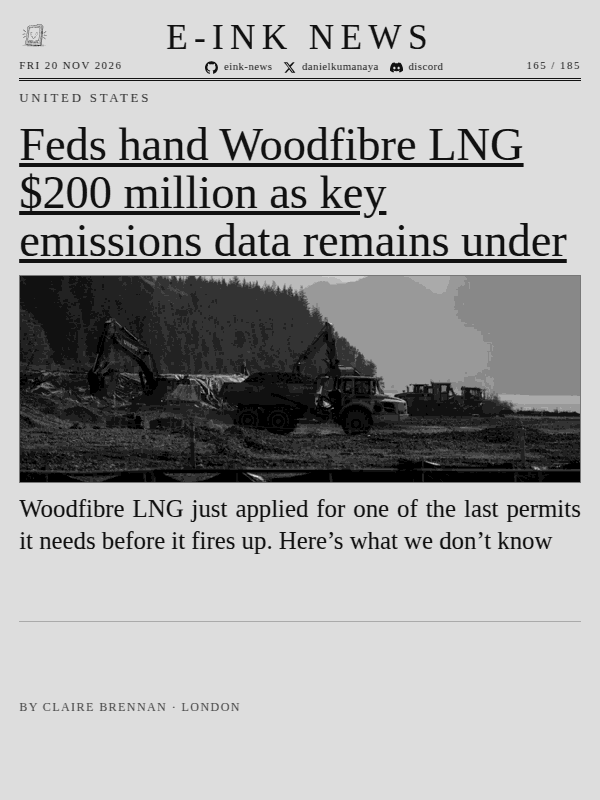 E-INK NEWS
FRI 20 NOV 2026
eink-news danielkumanaya discord
165 / 185
UNITED STATES
Feds hand Woodfibre LNG
$200 million as key
emissions data remains under
Woodfibre LNG just applied for one of the last permits
it needs before it fires up. Here’s what we don’t know
BY CLAIRE BRENNAN · LONDON